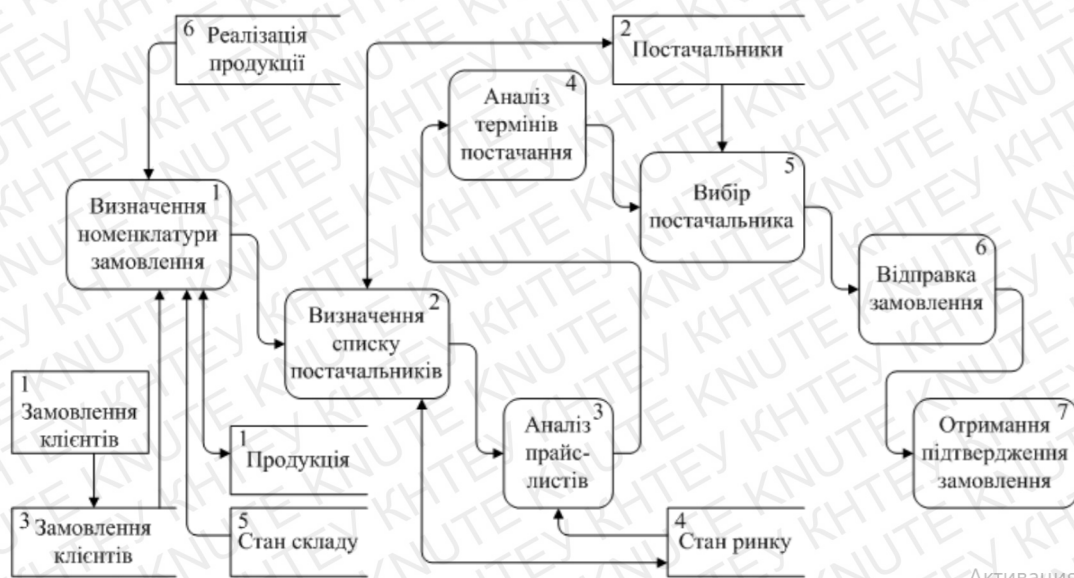 6 Реалізація
продукції
2 Постачальники
4
Аналіз
термінів
постачання
5
Вибір
постачальника
1
Визначення
номенклатури
замовлення
6
Відправка
замовлення
2
Визначення
списку
постачальників
1
Замовлення
клієнтів
3
Аналіз
прайс-
листів
7
Отримання
підтвердження
замовлення
1
Продукція
3 Замовлення
клієнтів
5
Стан складу
4
Стан ринку
KNUTE KHTEY